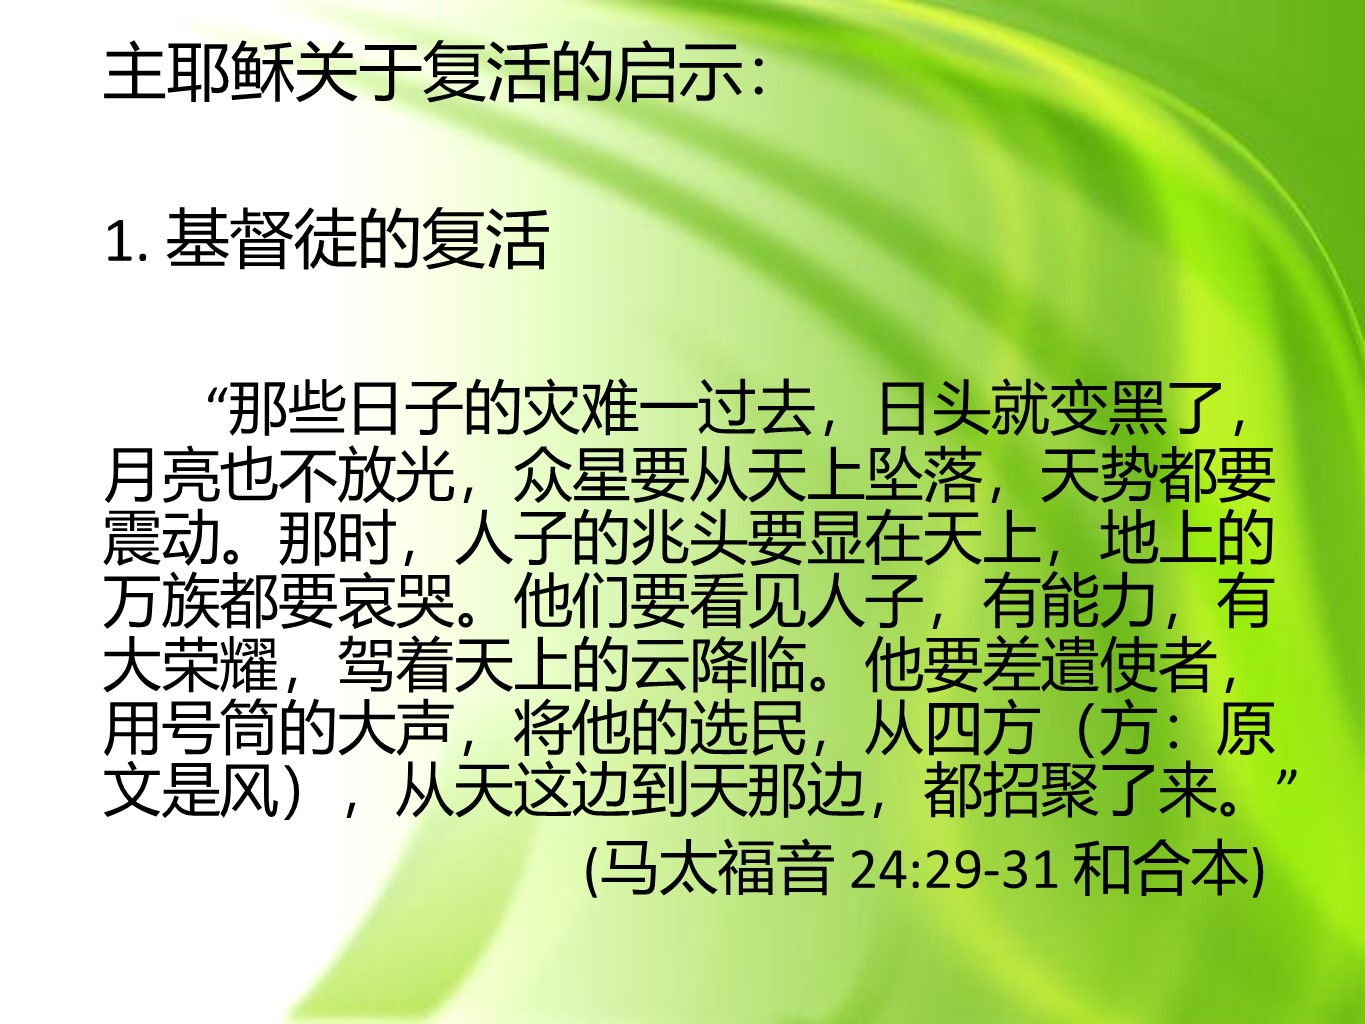 主耶稣关于复活的启示：
1. 基督徒的复活
“那些日子的灾难一过去，日头就变黑了，
月亮也不放光，众星要从天上坠落，天势都要
震动。那时，人子的兆头要显在天上，地上的
万族都要哀哭。他们要看见人子，有能力，有
大荣耀，驾着天上的云降临。他要差遣使者，
用号筒的大声，将他的选民，从四方（方：原
文是风），从天这边到天那边，都招聚了来。”
(马太福音 24:29-31 和合本)